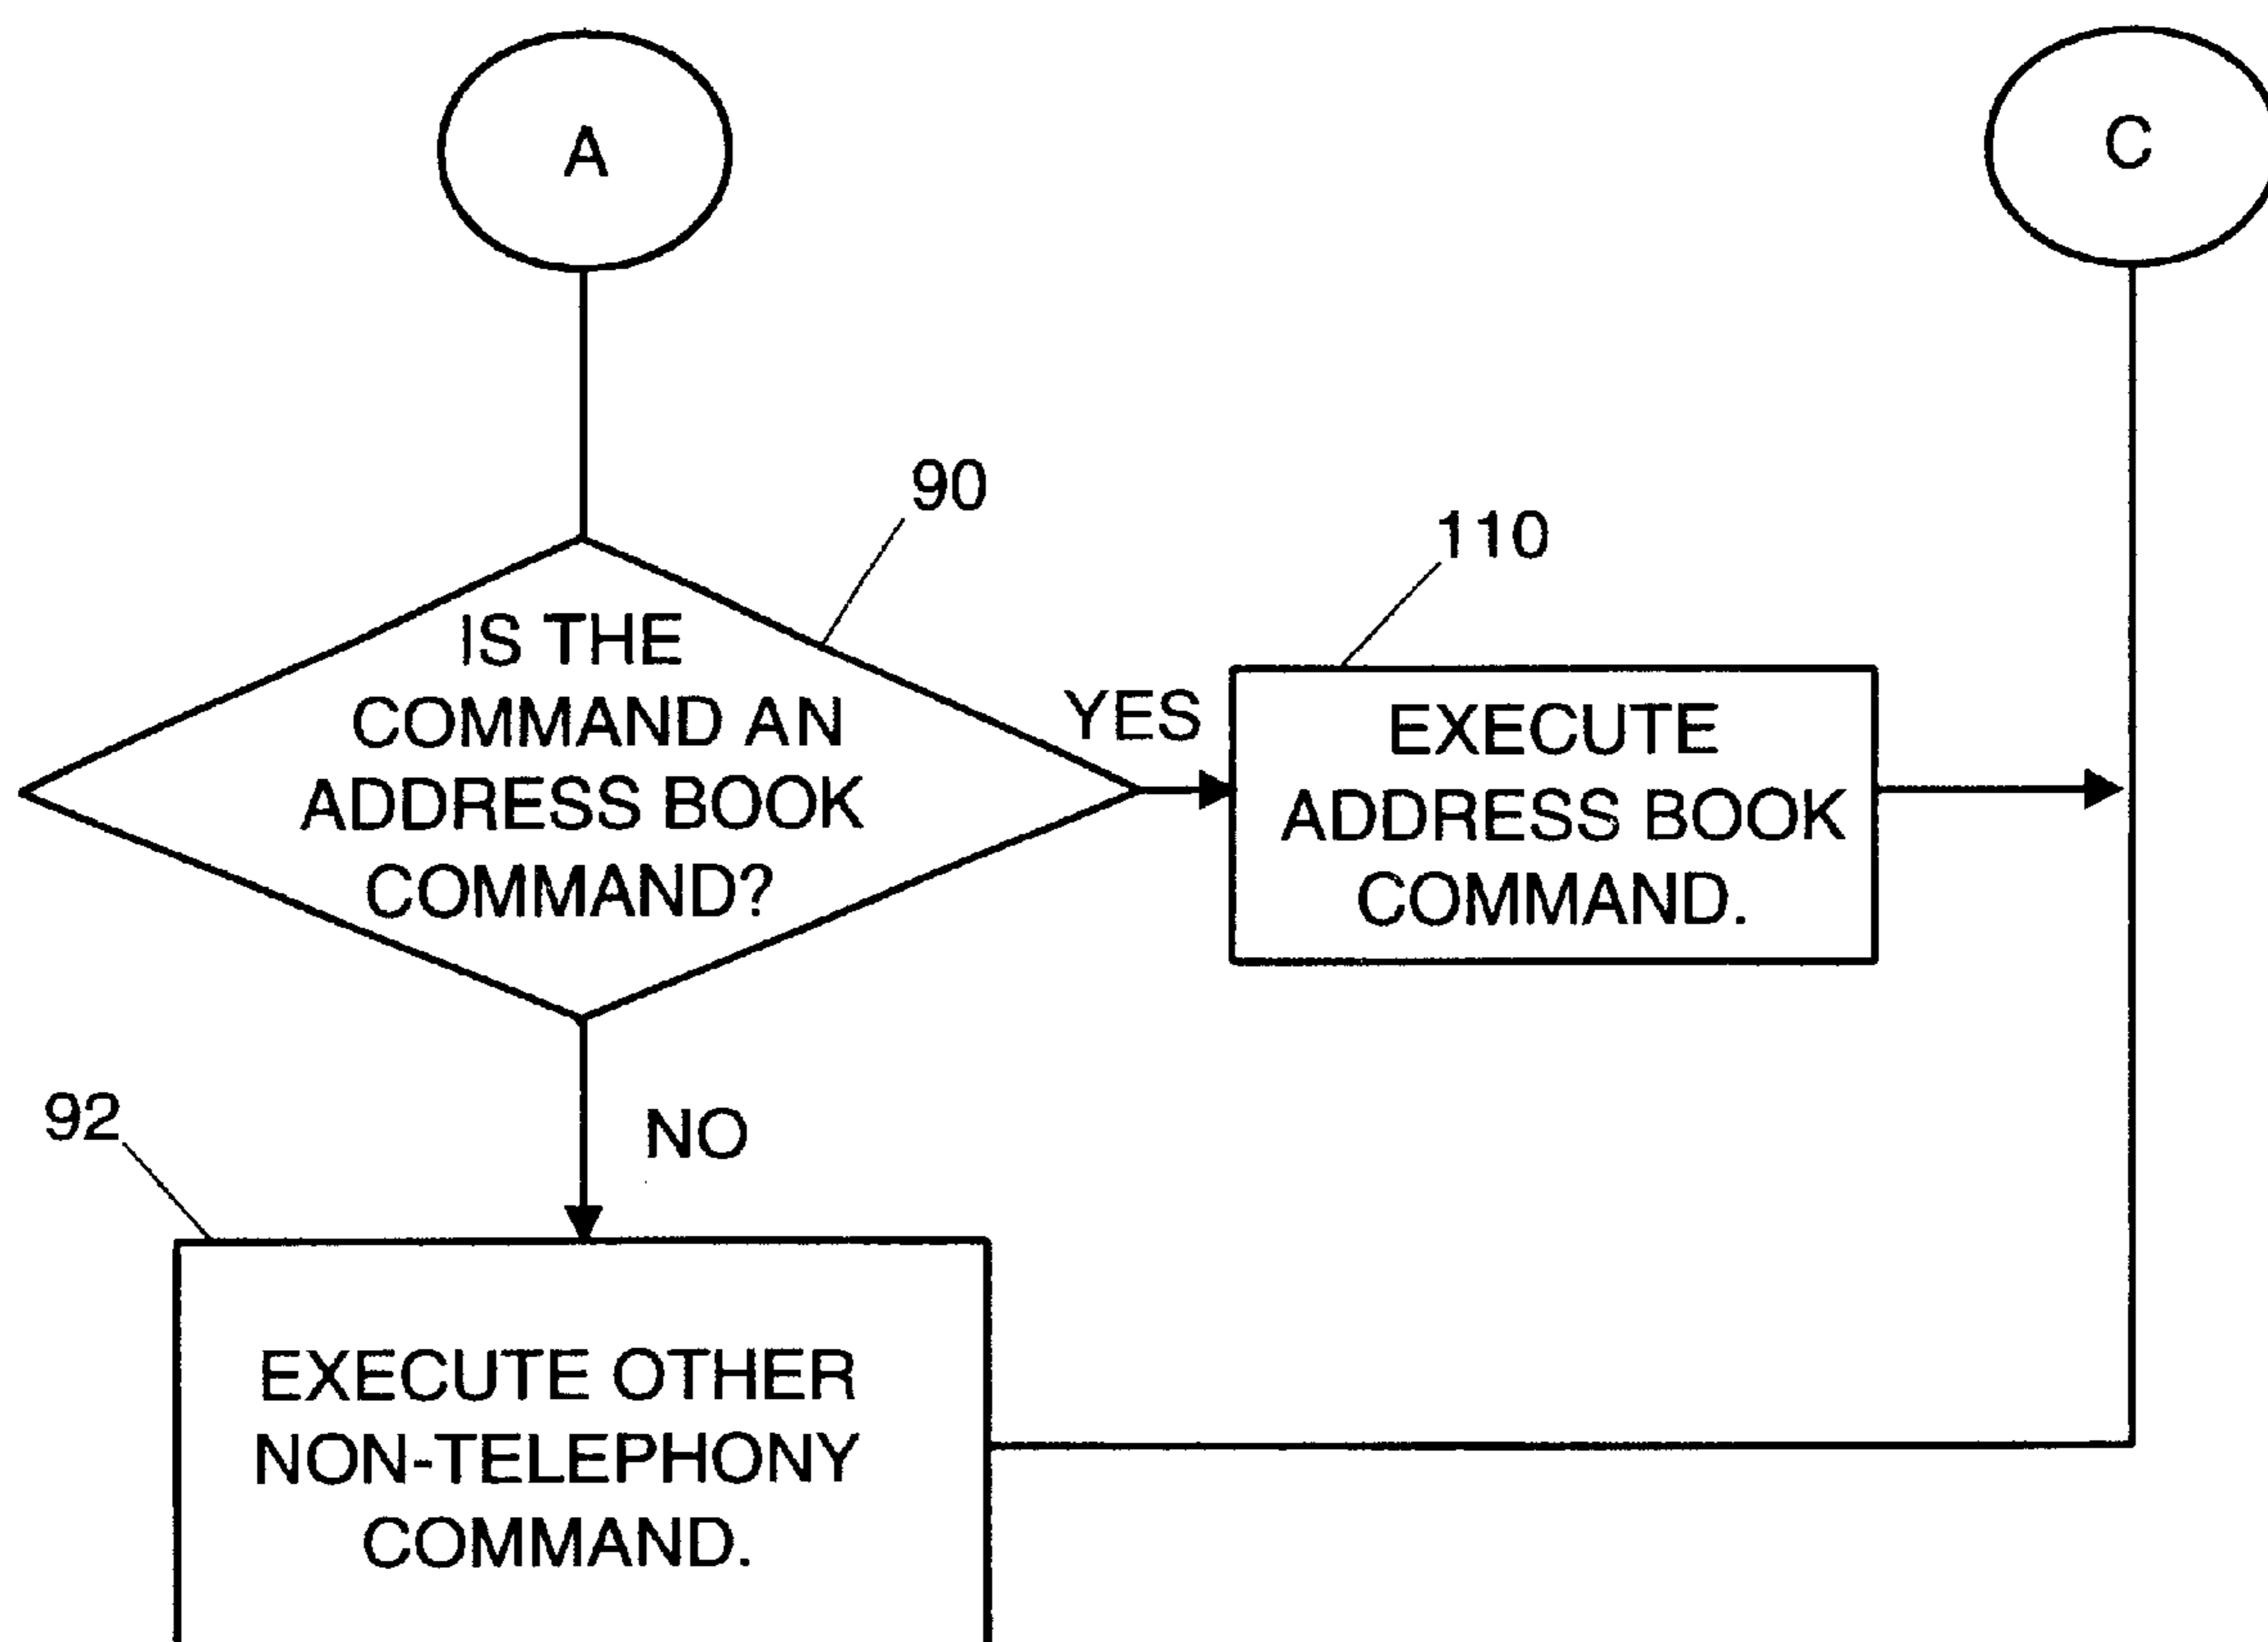 A
C
90
110
IS THE
COMMAND AN
ADDRESS BOOK
COMMAND?
YES
EXECUTE
ADDRESS BOOK
COMMAND.
92
NO
EXECUTE OTHER
NON-TELEPHONY
COMMAND.